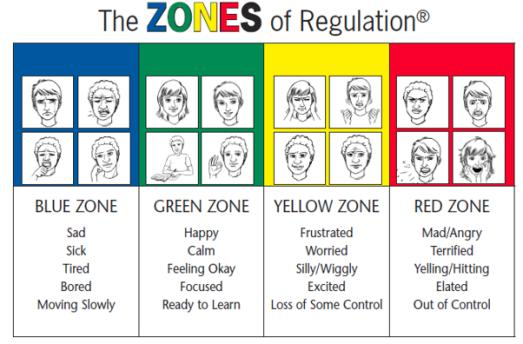 The ZONES of Regulation®
BLUE ZONE
Sad
Sick
Tired
Bored
Moving Slowly
GREEN ZONE
Happy
Calm
Feeling Okay
Focused
Ready to Learn
YELLOW ZONE
Frustrated
Worried
Silly/Wiggly
Excited
Loss of Some Control
RED ZONE
Mad/Angry
Terrified
Yelling/Hitting
Elated
Out of Control